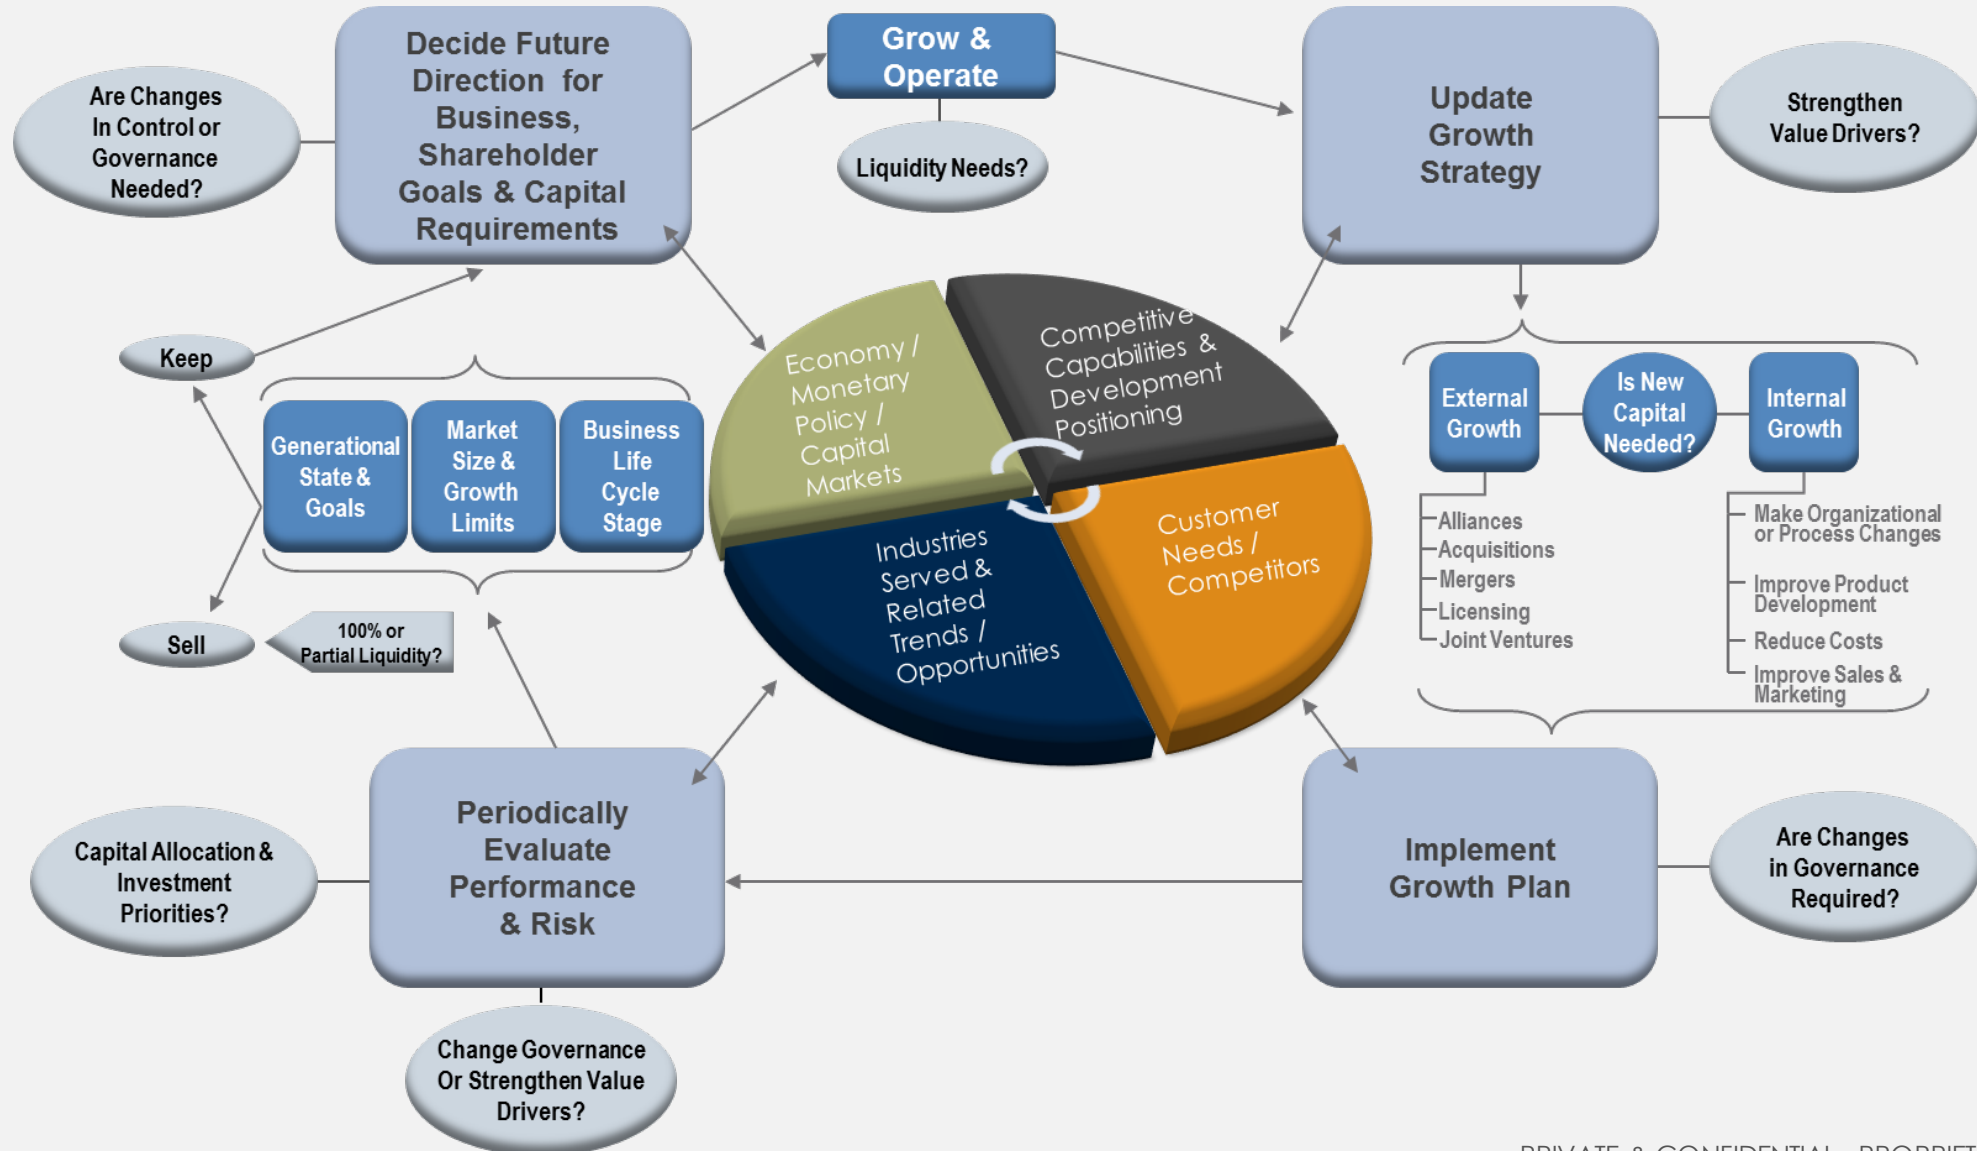 Decide Future
Direction for
Business,
Shareholder
Goals & Capital
Requirements
Are Changes
In Control or
Governance
Needed?
Grow &
Operate
Liquidity Needs?
Update
Growth
Strategy
Strengthen
Value Drivers?
Keep
Generational
State &
Goals
Market
Size &
Growth
Limits
Business
Life
Cycle
Stage
Sell
100% or
Partial Liquidity?
Economy /
Monetary
Policy /
Capital
Markets
Competitive
Capabilities &
Development
Positioning
Industries
Served &
Related
Trends /
Opportunities
Customer
Needs /
Competitors
External
Growth
Is New
Capital
Needed?
Internal
Growth
Alliances
Acquisitions
Mergers
Licensing
Joint Ventures
Make Organizational
or Process Changes
Improve Product
Development
Reduce Costs
Improve Sales &
Marketing
Periodically
Evaluate
Performance
& Risk
Capital Allocation &
Investment
Priorities?
Change Governance
Or Strengthen Value
Drivers?
Implement
Growth Plan
Are Changes
in Governance
Required?
PRIVATE & CONFIDENTIAL